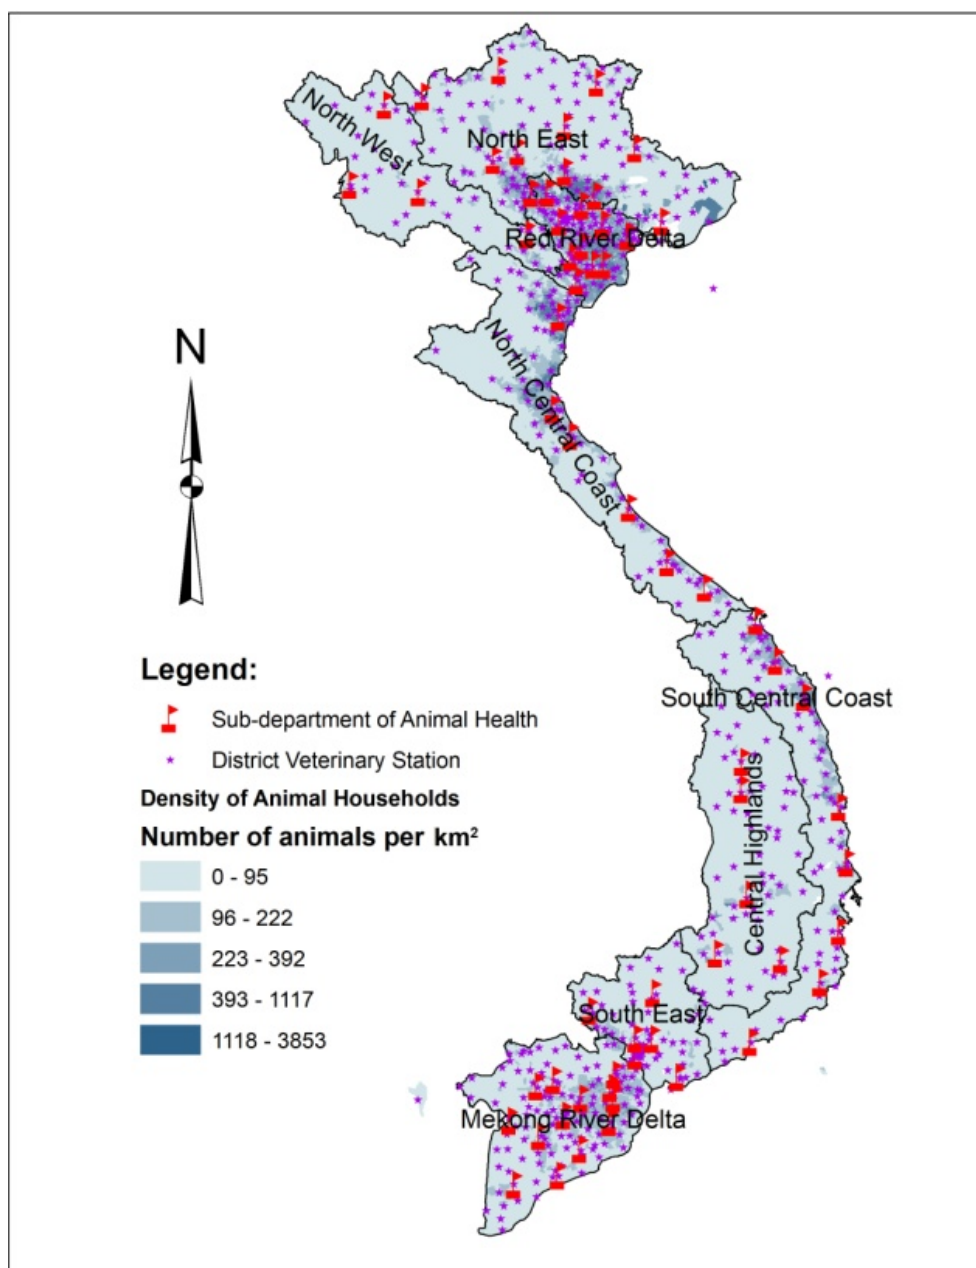 North West
North East
Red River Delta
N
North Central Coast
Legend:
Sub-department of Animal Health
District Veterinary Station
Density of Animal Households
Number of animals per km²
0 - 95
96 - 222
223 - 392
393 - 1117
1118 - 3853
South Central Coast
Central Highlands
South East
Mekong River Delta